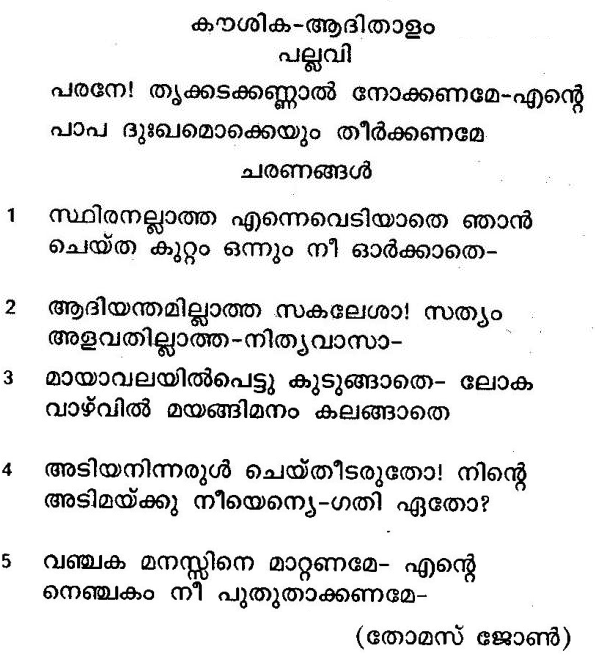 കൗശിക-ആദിതാളം
പല്ലവി
പരനേ! തൃക്കടക്കണ്ണാൽ നോക്കണമേ-എന്റെ
പാപ ദുഃഖമൊക്കെയും തീർക്കണമേ
ചരണങ്ങൾ
1 സ്ഥിരനല്ലാത്ത എന്നെവെടിയാതെ ഞാൻ
ചെയ്ത കുറ്റം ഒന്നും നീ ഓർക്കാതെ-
2 ആദിയന്തമില്ലാത്ത സകലേശാ! സത്യം
അളവതില്ലാത്ത-നിത്യവാസാ-
3 മായാവലയിൽപെട്ടു കുടുങ്ങാതെ- ലോക
വാഴ്വിൽ മയങ്ങിമനം കലങ്ങാതെ
4 അടിയനിന്നരുൾ ചെയ്തീടരുതോ! നിന്റെ
അടിമയ്ക്കു നീയെന്യെ-ഗതി ഏതോ?
5 വഞ്ചക മനസ്സിനെ മാറ്റണമേ- എന്റെ
നെഞ്ചകം നീ പുതുതാക്കണമേ-
(തോമസ് ജോൺ)